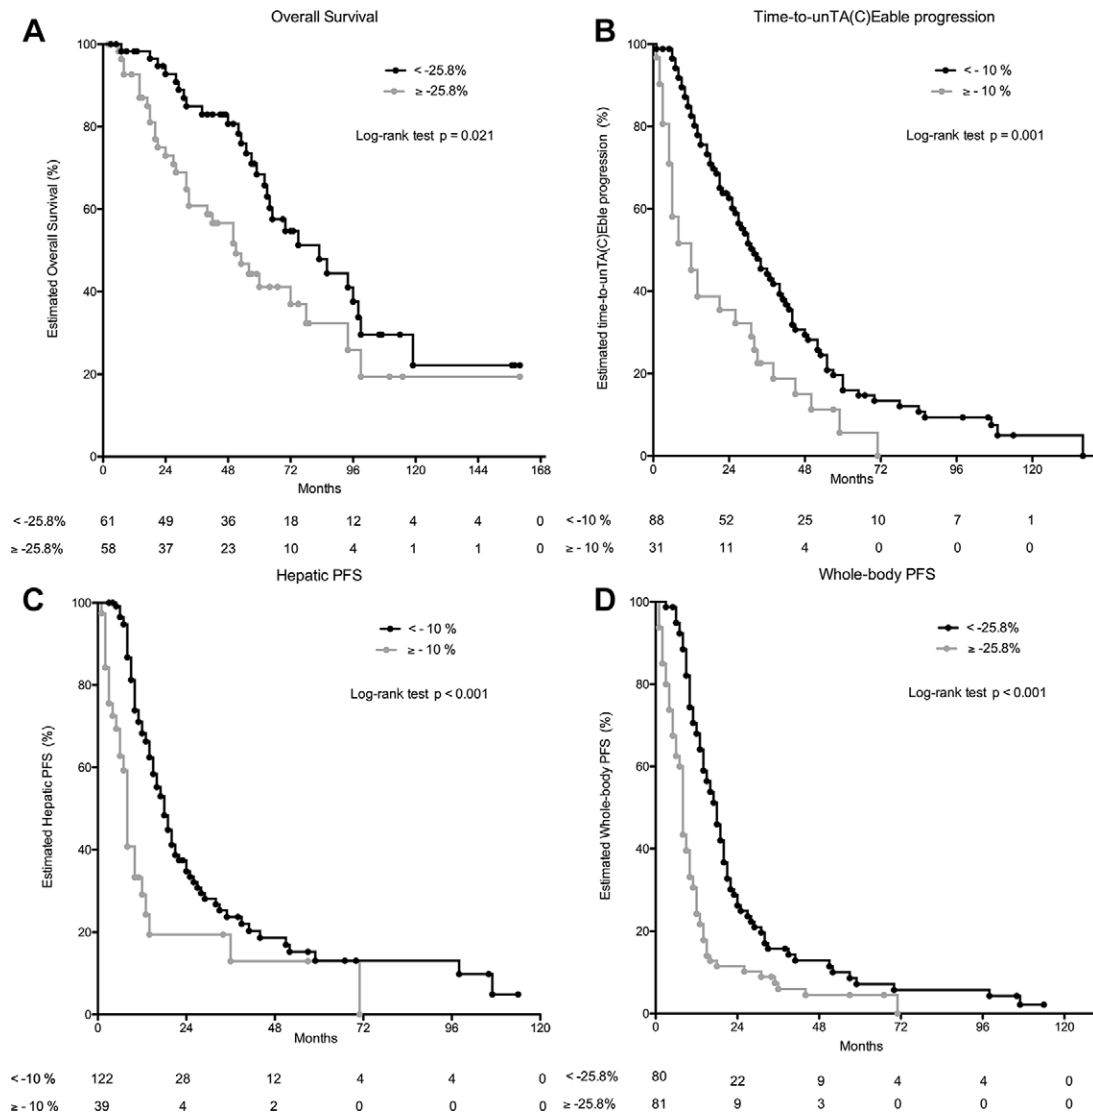 A
Overall Survival
Estimated Overall Survival (%)
100
80
60
40
20
0
< -25.8%
≥ -25.8%
Log-rank test p = 0.021
0 24 48 72 96 120 144 168
Months
< -25.8% 61 49 36 18 12 4 4 0
≥ -25.8% 58 37 23 10 4 1 1 0
B
Time-to-unTA(C)Eable progression
Estimated time-to-unTA(C)Eble progression (%)
100
80
60
40
20
0
< - 10 %
≥ - 10 %
Log-rank test p = 0.001
0 24 48 72 96 120
Months
< -10 % 88 52 25 10 7 1
≥ - 10 % 31 11 4 0 0 0
C
Hepatic PFS
Estimated Hepatic PFS (%)
100
80
60
40
20
0
< - 10 %
≥ - 10 %
Log-rank test p < 0.001
0 24 48 72 96 120
Months
< -10 % 122 28 12 4 4 0
≥ - 10 % 39 4 2 0 0 0
D
Whole-body PFS
Estimated Whole-body PFS (%)
100
80
60
40
20
0
< -25.8%
≥ -25.8%
Log-rank test p < 0.001
0 24 48 72 96 120
Months
< -25.8% 80 22 9 4 4 0
≥ -25.8% 81 9 3 0 0 0